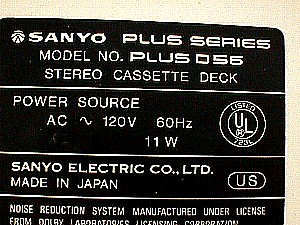 SANYO PLUS SERIES
MODEL NO. PLUS D56
STEREO CASSETTE DECK
POWER SOURCE
AC ~ 120V 60Hz
11 W
LISTED
UL
SANYO ELECTRIC CO., LTD.
MADE IN JAPAN
US
NOISE REDUCTION SYSTEM MANUFACTURED UNDER LICENSE
FROM DOLBY LABORATORIES LICENSING CORPORATION